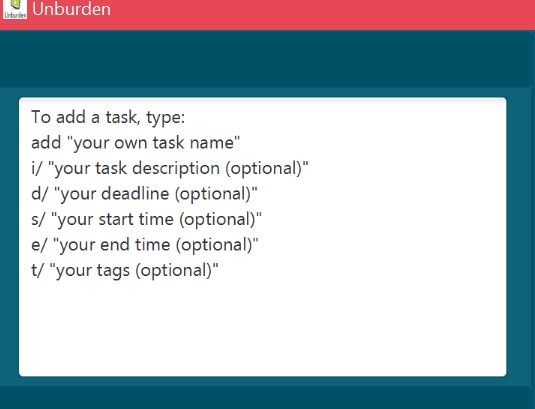 Unburden
Unburden
To add a task, type:
add "your own task name"
i/ "your task description (optional)"
d/ "your deadline (optional)"
s/ "your start time (optional)"
e/ "your end time (optional)"
t/ "your tags (optional)"